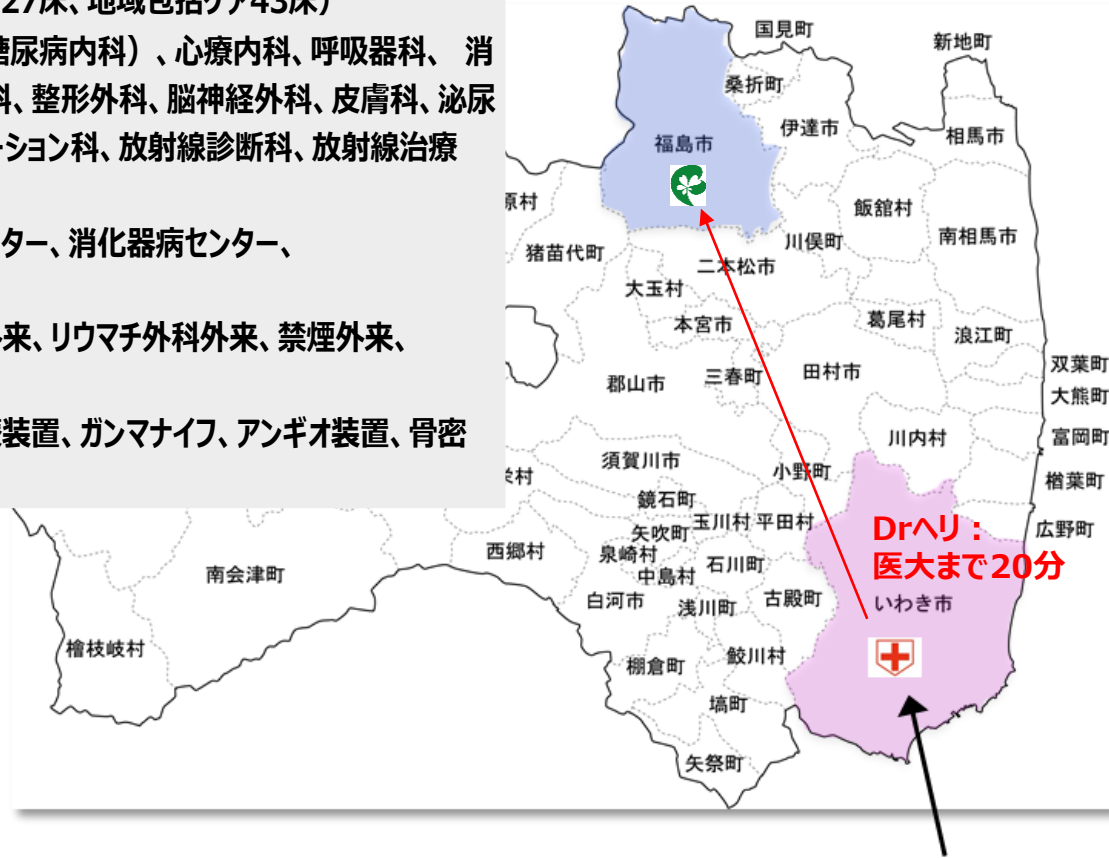 27床、地域包括ケア43床）
糖尿病内科）、心療内科、呼吸器科、 消
科、整形外科、脳神経外科、皮膚科、泌尿
ーション科、放射線診断科、放射線治療
ター、消化器病センター、
外来、リウマチ外科外来、禁煙外来、
装置、ガンマナイフ、アンギオ装置、骨密
国見町
新地町
桑折町
伊達市
相馬市
福島市
飯舘村
原村
南相馬市
川俣町
猪苗代町
二本松市
大玉村
葛尾村
本宮市
浪江町
双葉町
三春町
田村市
郡山市
大熊町
富岡町
川内村
須賀川市
小野町
栄村
楢葉町
鏡石町
玉川村
平田村
矢吹町
広野町
Drヘリ：
医大まで20分
西郷村
泉崎村
石川町
中島村
南会津町
白河市
浅川町
古殿町
いわき市
檜枝岐村
棚倉町
鮫川村
塙町
矢祭町